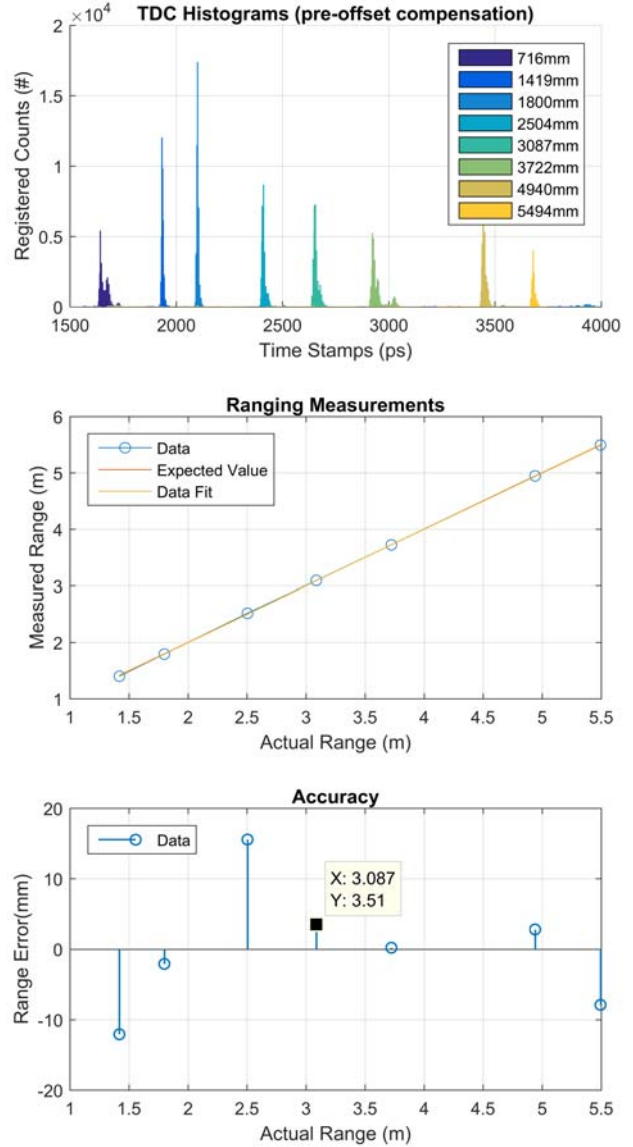 TDC Histograms (pre-offset compensation)
×10^4
2
1.5
1
0.5
0
Registered Counts (#)
716mm
1419mm
1800mm
2504mm
3087mm
3722mm
4940mm
5494mm
1500 2000 2500 3000 3500 4000
Time Stamps (ps)
Ranging Measurements
6
5
4
3
2
1
Measured Range (m)
Data
Expected Value
Data Fit
1 1.5 2 2.5 3 3.5 4 4.5 5 5.5
Actual Range (m)
Accuracy
20
10
0
-10
-20
Range Error(mm)
Data
X: 3.087
Y: 3.51
1 1.5 2 2.5 3 3.5 4 4.5 5 5.5
Actual Range (m)